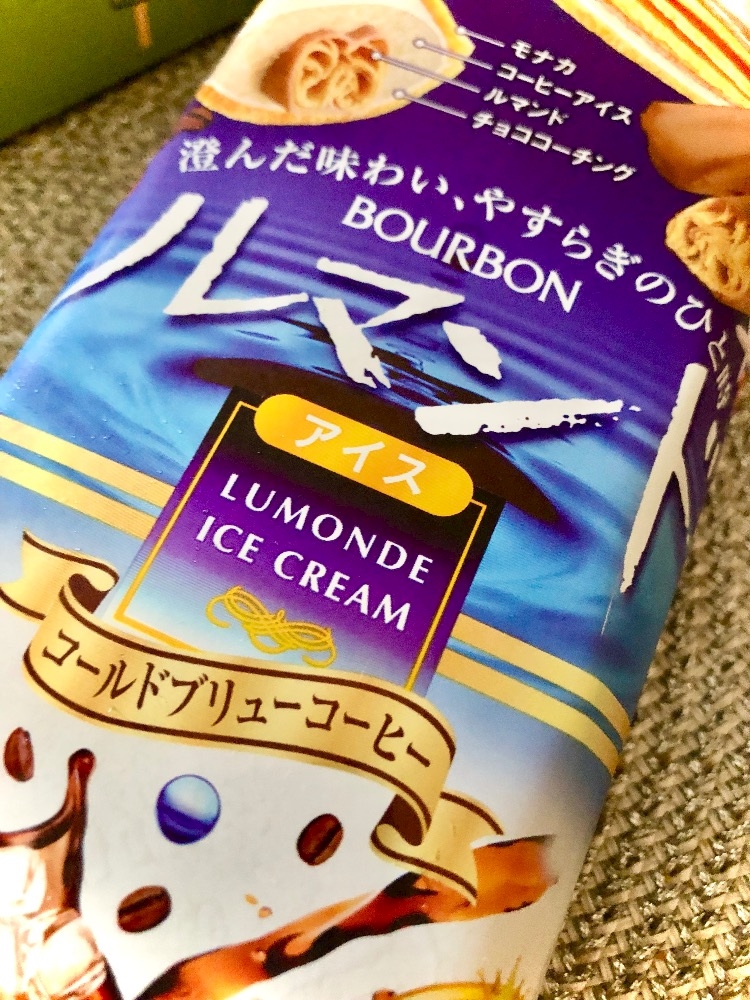 モナカ
コーヒーアイス
ルマンド
チョココーチング
澄んだ味わい、やすらぎのひと
BOURBON
ルマンド
アイス
LUMONDE
ICE CREAM
コールドブリューコーヒー